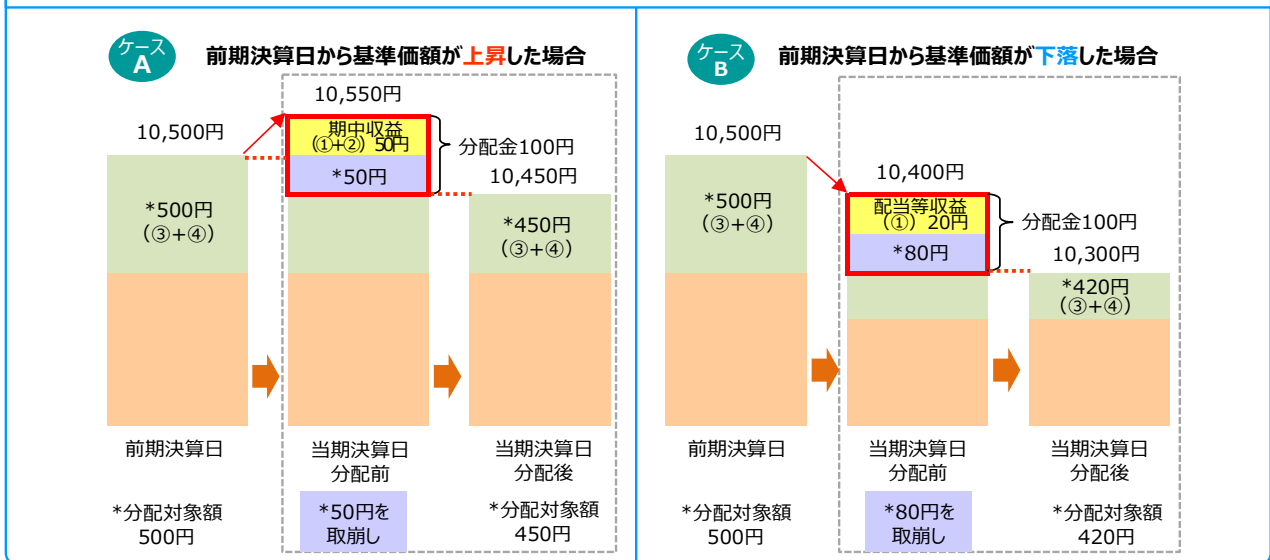 ケース
A
前期決算日から基準価額が上昇した場合
10,550円
10,500円
期中収益
(①+②) 50円
*50円
分配金100円
10,450円
*500円
(③+④)
*450円
(③+④)
前期決算日
当期決算日
分配前
当期決算日
分配後
*分配対象額
500円
*50円を
取崩し
*分配対象額
450円
ケース
B
前期決算日から基準価額が下落した場合
10,500円
10,400円
*500円
(③+④)
配当等収益
(①) 20円
*80円
分配金100円
10,300円
*420円
(③+④)
前期決算日
当期決算日
分配前
当期決算日
分配後
*分配対象額
500円
*80円を
取崩し
*分配対象額
420円